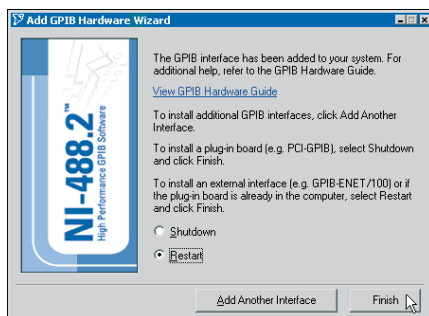 Add GPIB Hardware Wizard
The GPIB interface has been added to your system. For
additional help, refer to the GPIB Hardware Guide.
View GPIB Hardware Guide
To install additional GPIB interfaces, click Add Another
Interface.
To install a plug-in board (e.g. PCI-GPIB), select Shutdown
and click Finish.
To install an external interface (e.g. GPIB-ENET/100) or if
the plug-in board is already in the computer, select Restart
and click Finish.
Shutdown
Restart
NI-488.2™
High Performance GPIB Software
Add Another Interface
Finish